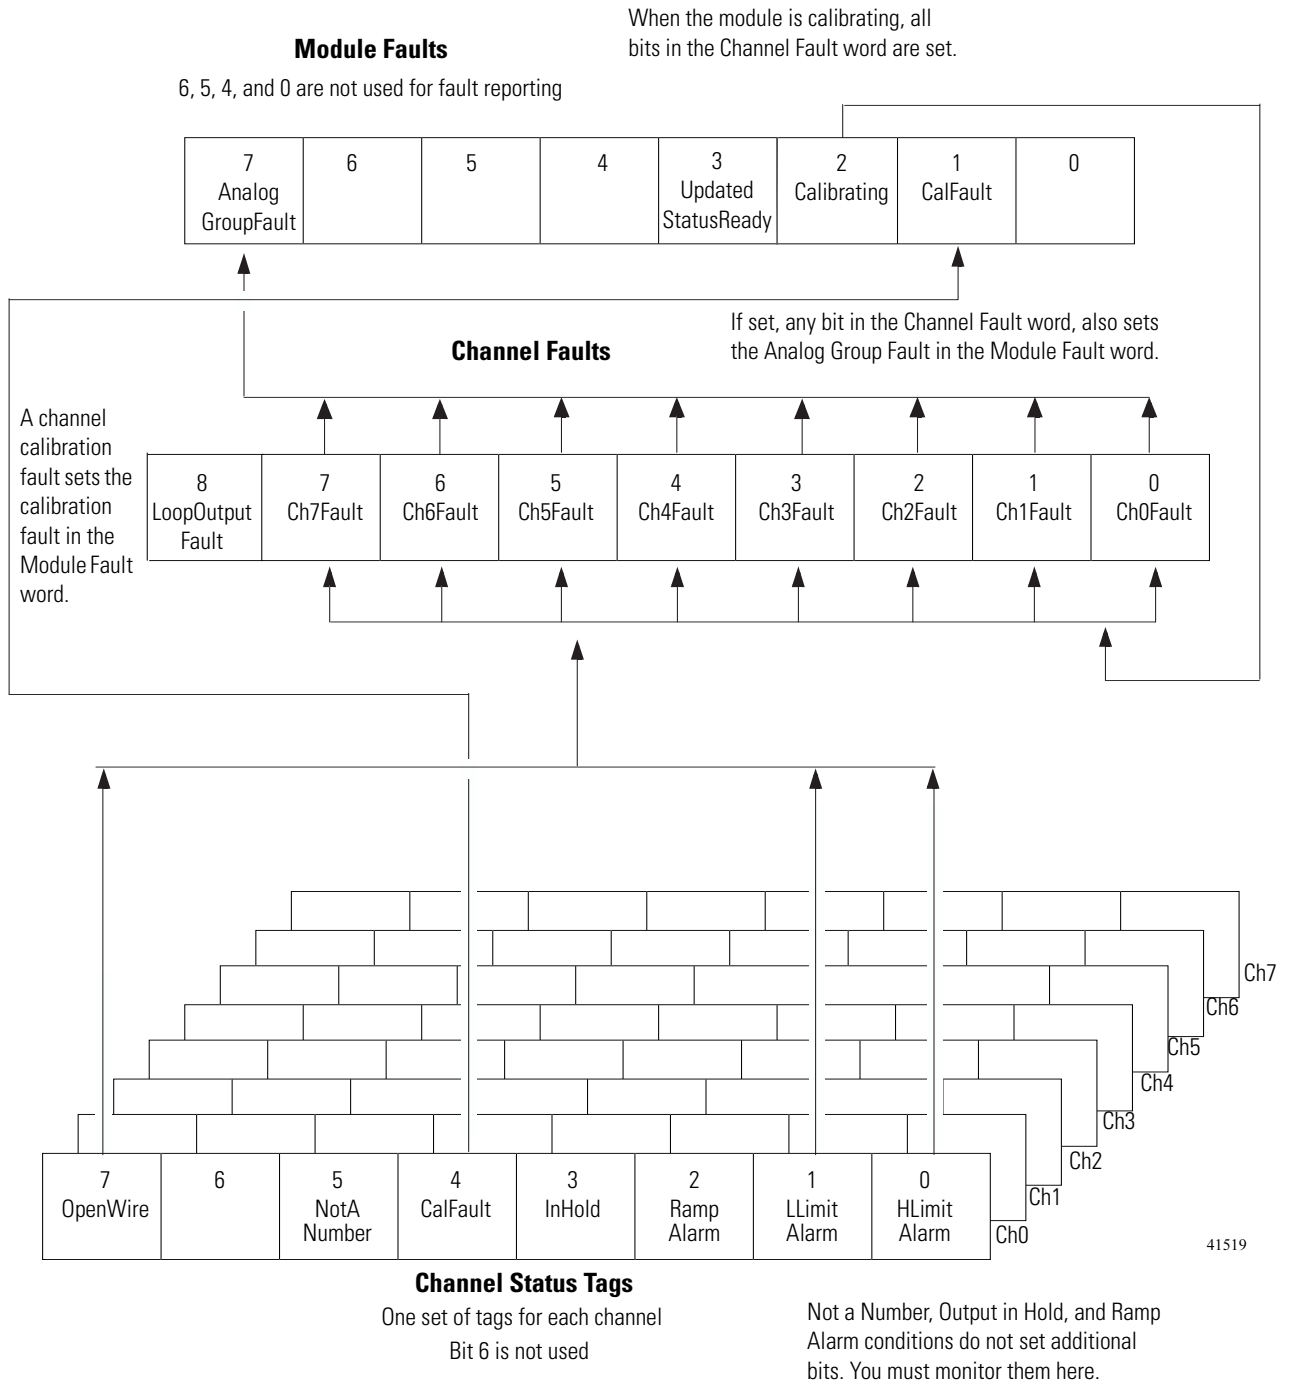 When the module is calibrating, all
bits in the Channel Fault word are set.
Module Faults
6, 5, 4, and 0 are not used for fault reporting
7
Analog
GroupFault
6
5
4
3
Updated
StatusReady
2
Calibrating
1
CalFault
0
If set, any bit in the Channel Fault word, also sets
the Analog Group Fault in the Module Fault word.
Channel Faults
A channel
calibration
fault sets the
calibration
fault in the
Module Fault
word.
8
LoopOutput
Fault
7
Ch7Fault
6
Ch6Fault
5
Ch5Fault
4
Ch4Fault
3
Ch3Fault
2
Ch2Fault
1
Ch1Fault
0
Ch0Fault
Ch7
Ch6
Ch5
Ch4
Ch3
Ch2
Ch1
Ch0
7
OpenWire
6
5
NotA
Number
4
CalFault
3
InHold
2
Ramp
Alarm
1
LLimit
Alarm
0
HLimit
Alarm
41519
Channel Status Tags
One set of tags for each channel
Bit 6 is not used
Not a Number, Output in Hold, and Ramp
Alarm conditions do not set additional
bits. You must monitor them here.